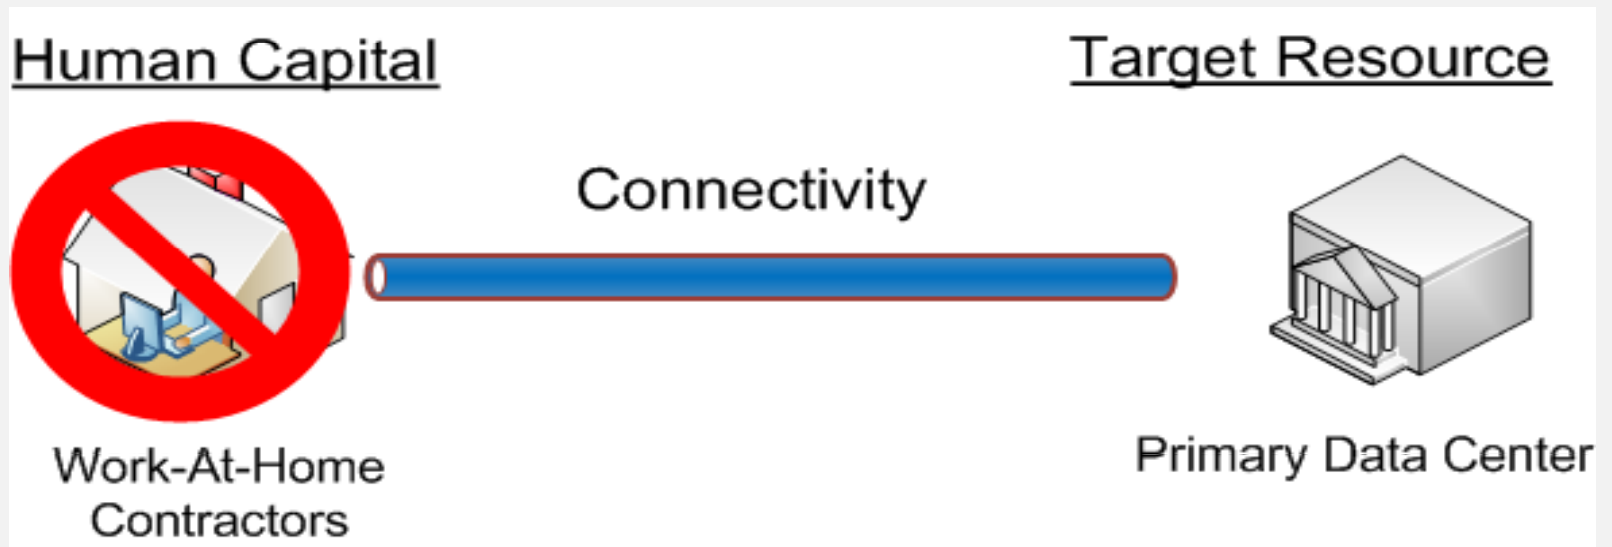 Human Capital
Target Resource
Connectivity
Work-At-Home
Contractors
Primary Data Center